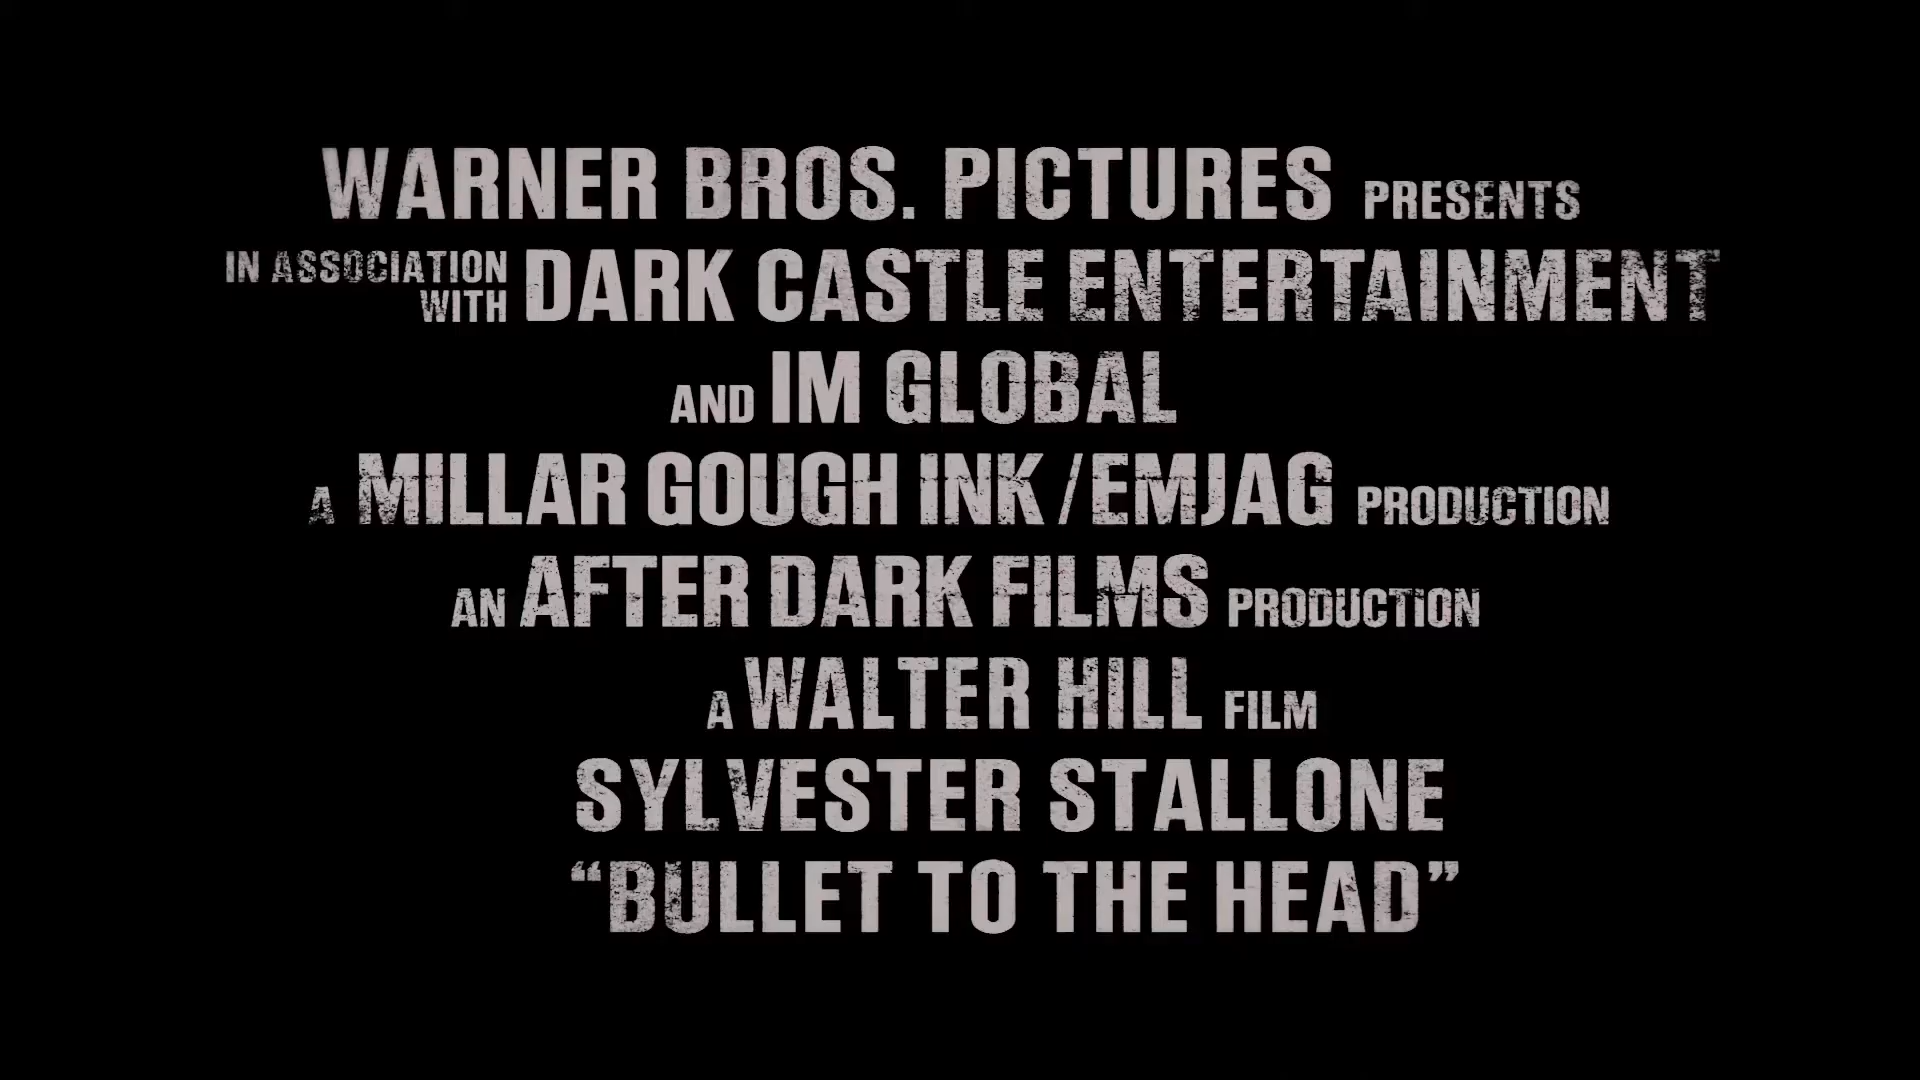 WARNER BROS. PICTURES PRESENTS
IN ASSOCIATION WITH DARK CASTLE ENTERTAINMENT
AND IM GLOBAL
A MILLAR GOUGH INK / EMJAG PRODUCTION
AN AFTER DARK FILMS PRODUCTION
A WALTER HILL FILM
SYLVESTER STALLONE
“BULLET TO THE HEAD”